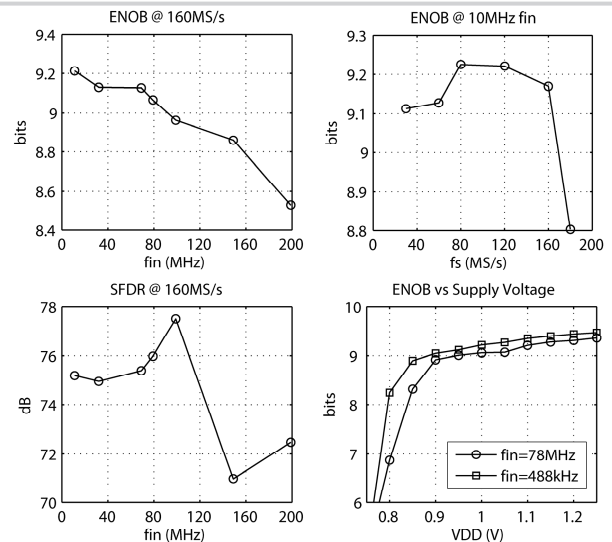 ENOB @ 160MS/s
9.4
9.2
9
8.8
8.6
8.4
bits
0 40 80 120 160 200
fin (MHz)
ENOB @ 10MHz fin
9.3
9.2
9.1
9
8.9
8.8
bits
0 40 80 120 160 200
fs (MS/s)
SFDR @ 160MS/s
78
76
74
72
70
dB
0 40 80 120 160 200
fin (MHz)
ENOB vs Supply Voltage
10
9
8
7
6
bits
fin=78MHz
fin=488kHz
0.8 0.9 1 1.1 1.2
VDD (V)